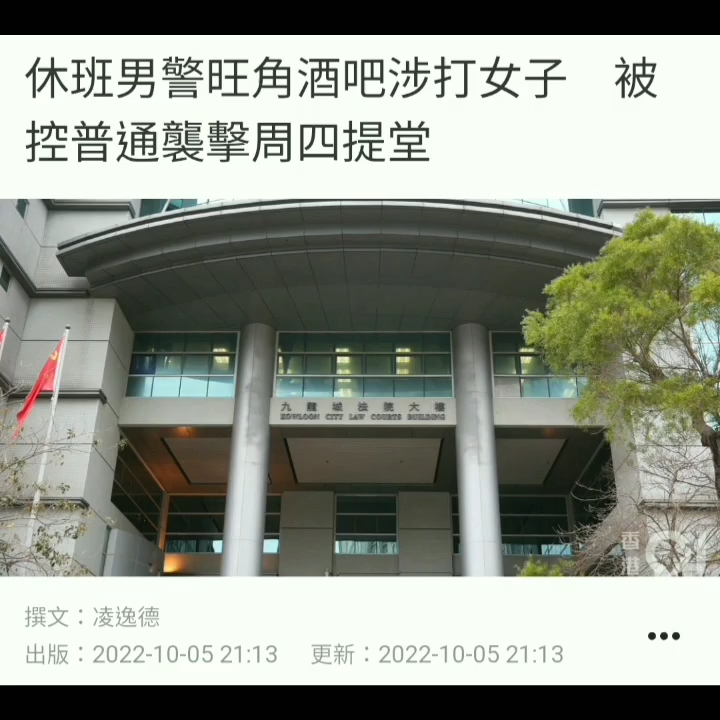 休班男警旺角酒吧涉打女子　被
控普通襲擊周四提堂
九龍城法院大樓
KOWLOON CITY LAW COURTS BUILDING
香港01
撰文：凌逸德
出版：2022-10-05 21:13　更新：2022-10-05 21:13